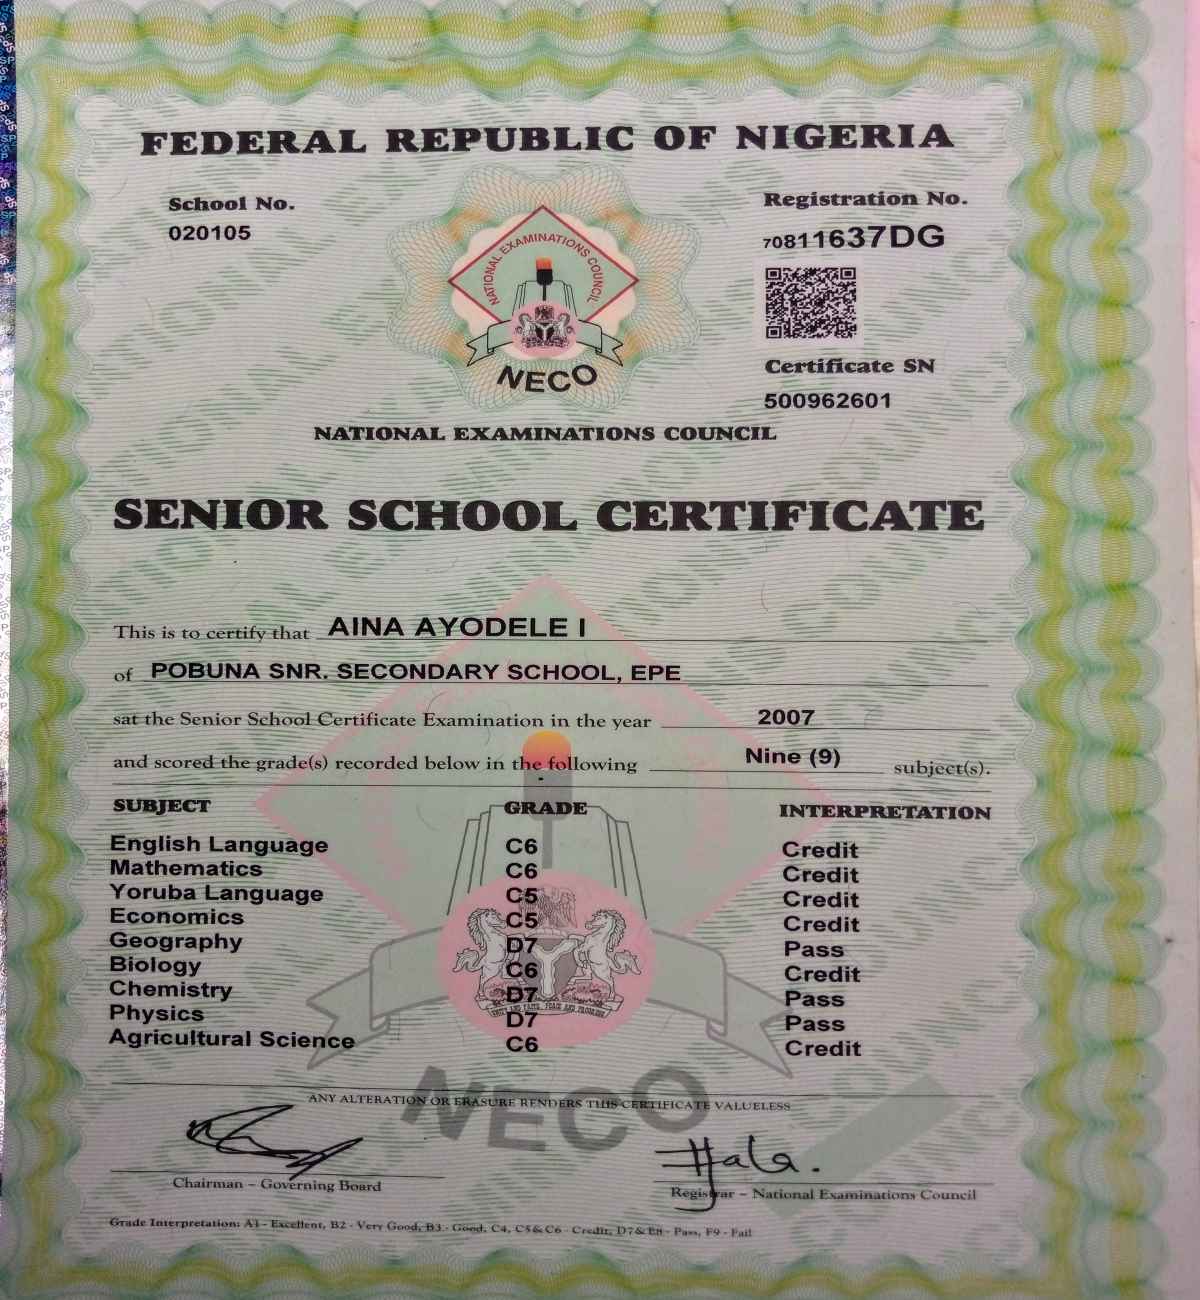 FEDERAL REPUBLIC OF NIGERIA
School No.
020105
Registration No.
70811637DG
Certificate SN
500962601
NATIONAL EXAMINATIONS COUNCIL
NECO
NATIONAL EXAMINATIONS COUNCIL
SENIOR SCHOOL CERTIFICATE
This is to certify that AINA AYODELE I
of POBUNA SNR. SECONDARY SCHOOL, EPE
sat the Senior School Certificate Examination in the year 2007
and scored the grade(s) recorded below in the following Nine (9) subject(s).
SUBJECT GRADE INTERPRETATION
English Language C6 Credit
Mathematics C6 Credit
Yoruba Language C5 Credit
Economics C5 Credit
Geography D7 Pass
Biology C6 Credit
Chemistry D7 Pass
Physics D7 Pass
Agricultural Science C6 Credit
UNITY AND FAITH, PEACE AND PROGRESS
NECO
ANY ALTERATION OR ERASURE RENDERS THIS CERTIFICATE VALUELESS
Chairman - Governing Board
Registrar - National Examinations Council
Grade Interpretation: A1 - Excellent, B2 - Very Good, B3 - Good, C4, C5 & C6 - Credit, D7 & E8 - Pass, F9 - Fail